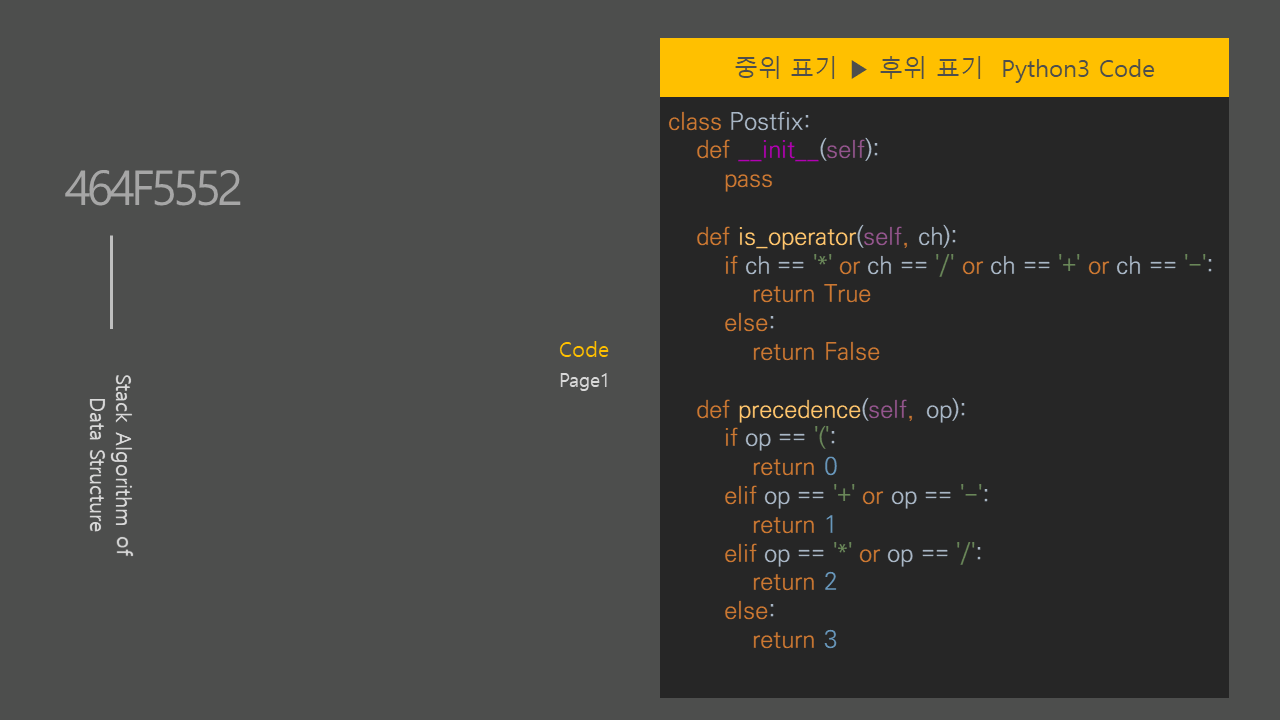 464F5552
Stack Algorithm of
Data Structure
Code
Page1
중위 표기 ▶ 후위 표기 Python3 Code
class Postfix:
    def __init__(self):
        pass

    def is_operator(self, ch):
        if ch == '*' or ch == '/' or ch == '+' or ch == '-':
            return True
        else:
            return False

    def precedence(self, op):
        if op == '(':
            return 0
        elif op == '+' or op == '-':
            return 1
        elif op == '*' or op == '/':
            return 2
        else:
            return 3